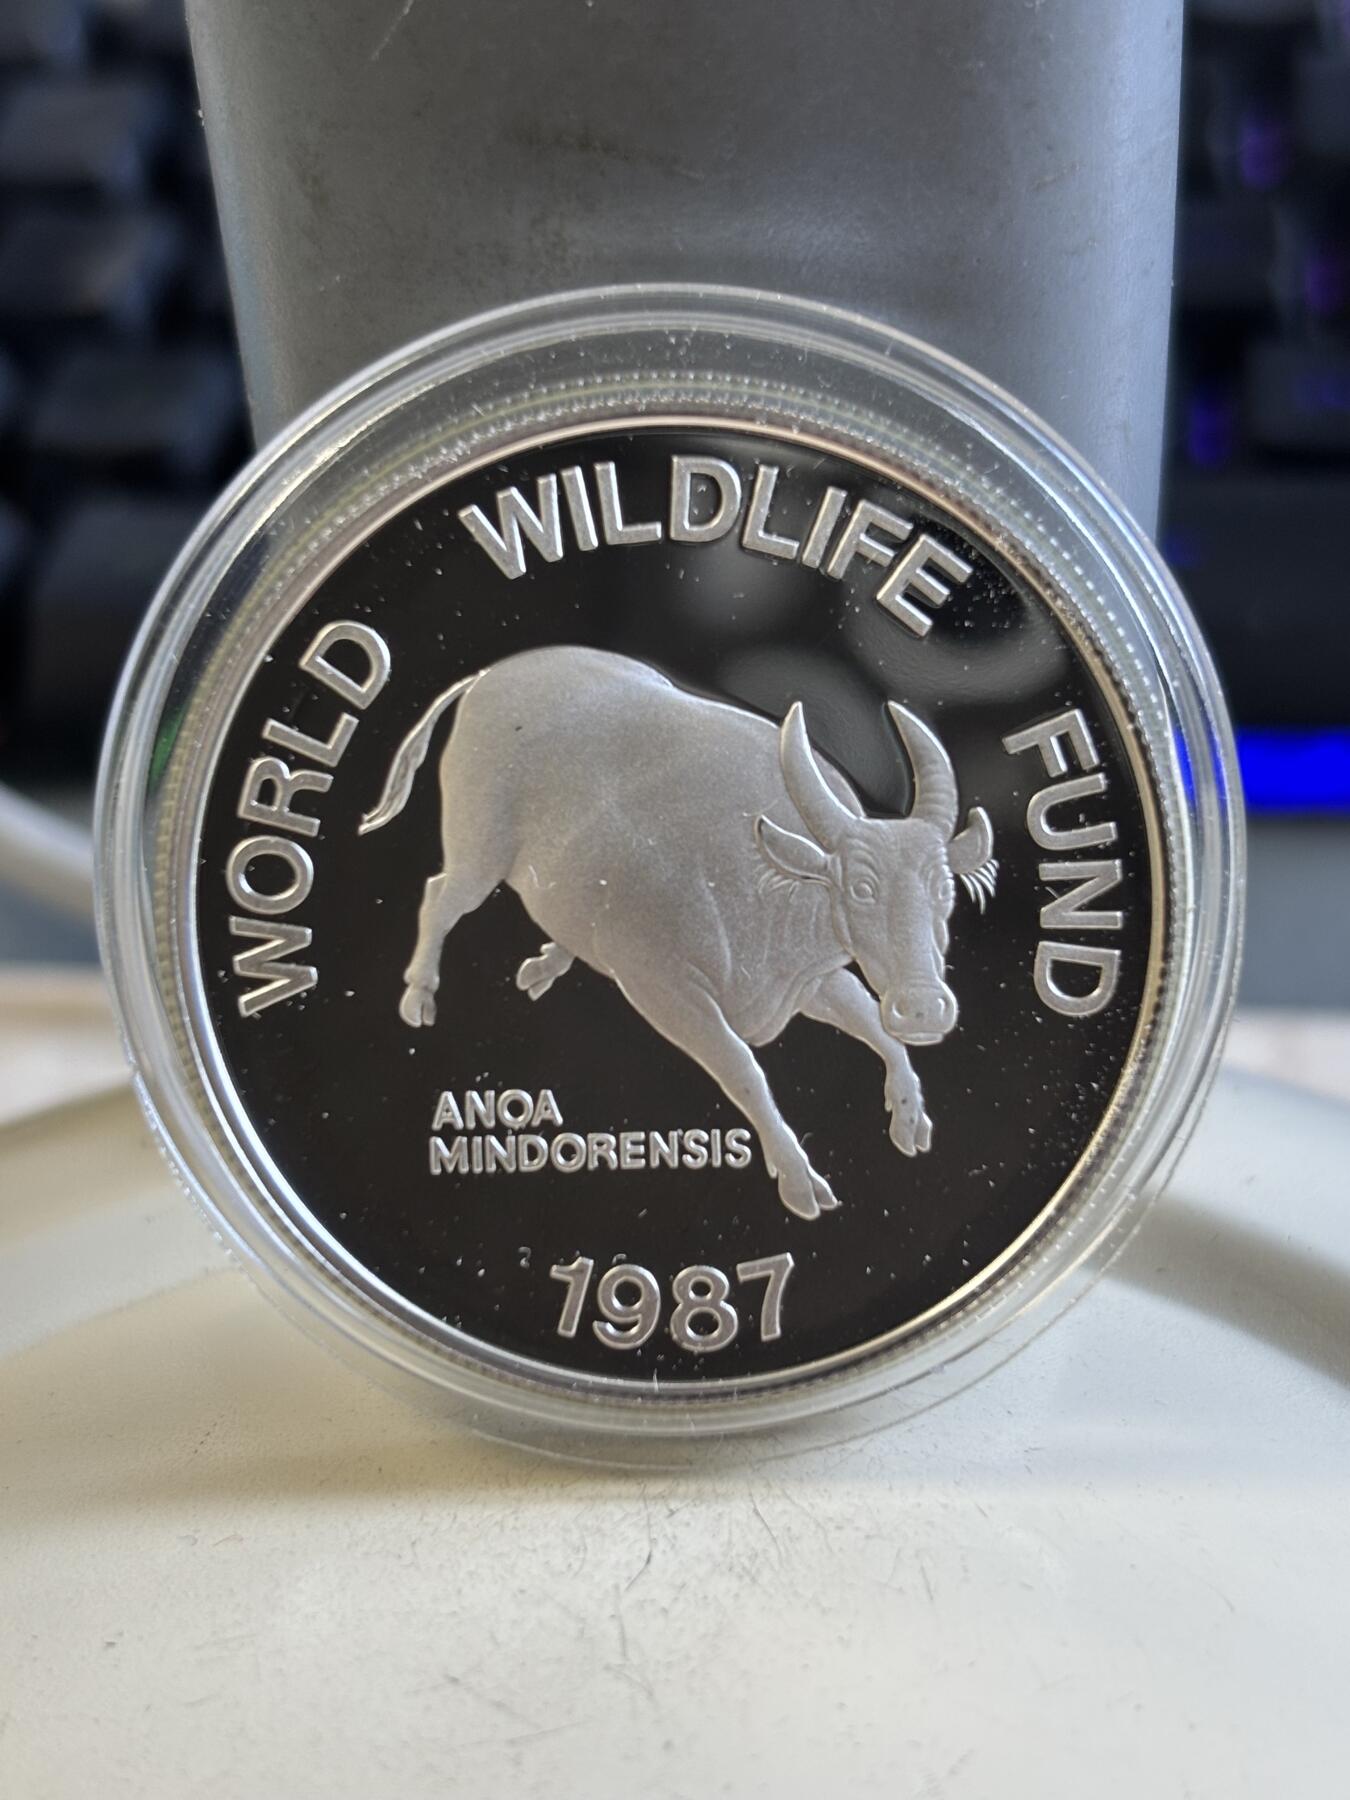 WORLD WILDLIFE FUND
ANOA
MINDORENSIS
1987